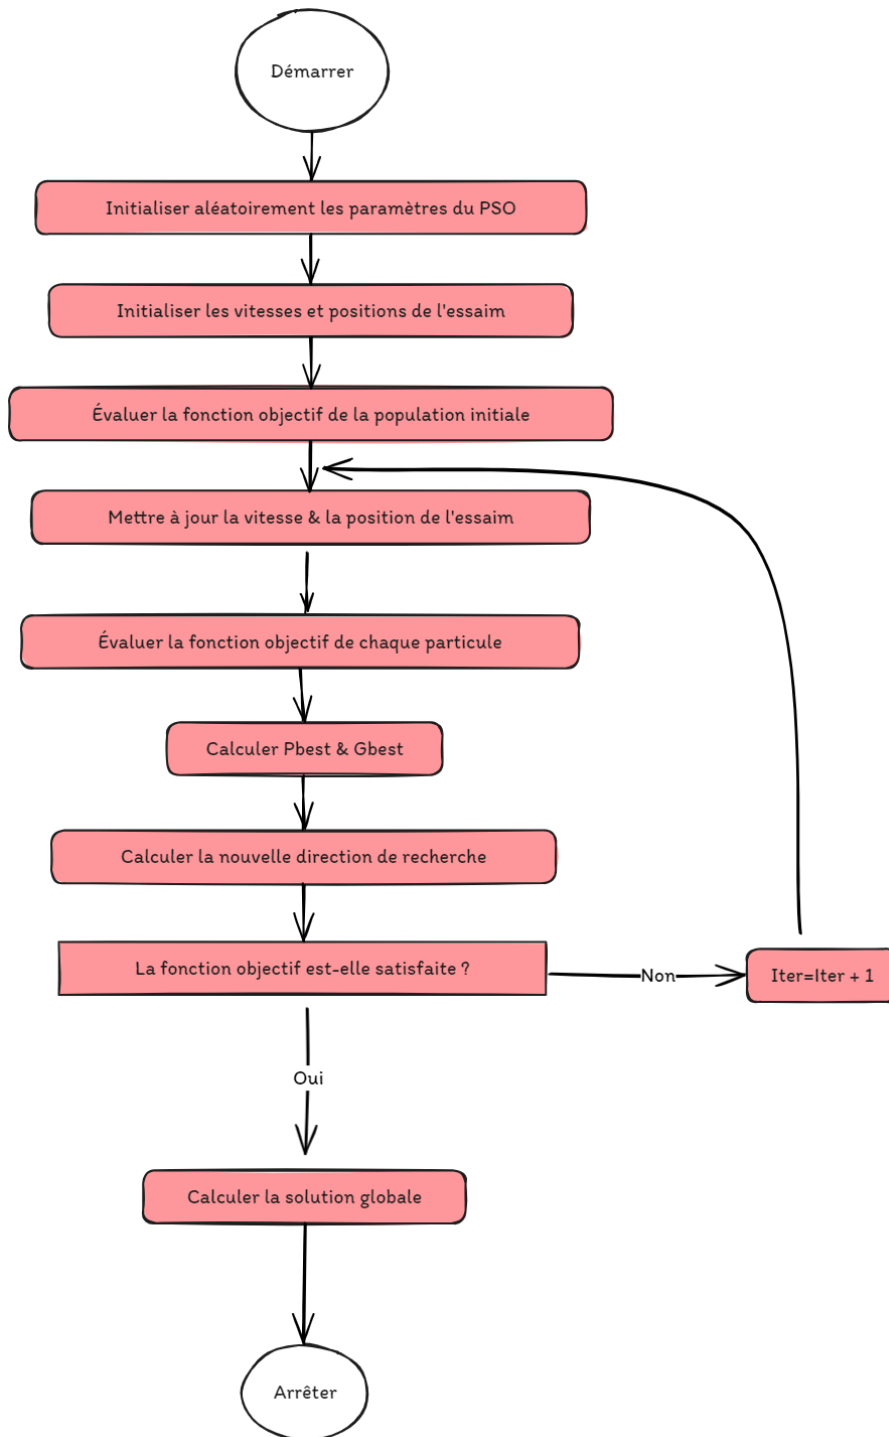 Démarrer
Initialiser aléatoirement les paramètres du PSO
Initialiser les vitesses et positions de l'essaim
Évaluer la fonction objectif de la population initiale
Mettre à jour la vitesse & la position de l'essaim
Évaluer la fonction objectif de chaque particule
Calculer Pbest & Gbest
Calculer la nouvelle direction de recherche
La fonction objectif est-elle satisfaite ?
Non
Iter=Iter + 1
Oui
Calculer la solution globale
Arrêter